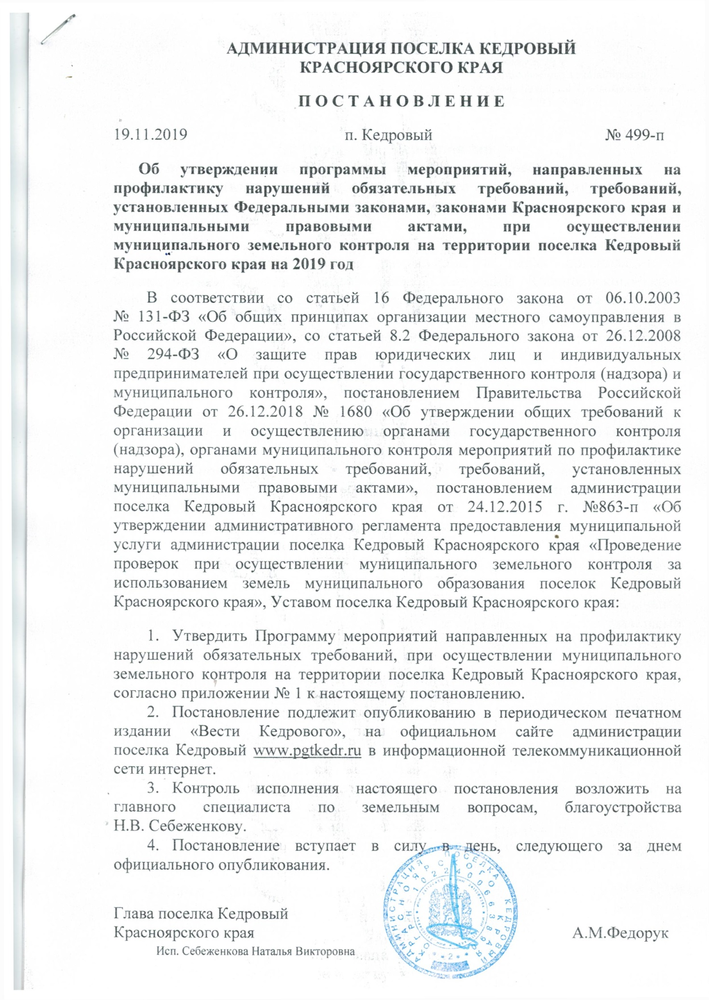 АДМИНИСТРАЦИЯ ПОСЕЛКА КЕДРОВЫЙ
КРАСНОЯРСКОГО КРАЯ
П О С Т А Н О В Л Е Н И Е
19.11.2019 п. Кедровый № 499-п
Об утверждении программы мероприятий, направленных на
профилактику нарушений обязательных требований, требований,
установленных Федеральными законами, законами Красноярского края и
муниципальными правовыми актами, при осуществлении
муниципального земельного контроля на территории поселка Кедровый
Красноярского края на 2019 год
В соответствии со статьей 16 Федерального закона от 06.10.2003
№ 131-ФЗ «Об общих принципах организации местного самоуправления в
Российской Федерации», со статьей 8.2 Федерального закона от 26.12.2008
№ 294-ФЗ «О защите прав юридических лиц и индивидуальных
предпринимателей при осуществлении государственного контроля (надзора) и
муниципального контроля», постановлением Правительства Российской
Федерации от 26.12.2018 № 1680 «Об утверждении общих требований к
организации и осуществлению органами государственного контроля
(надзора), органами муниципального контроля мероприятий по профилактике
нарушений обязательных требований, требований, установленных
муниципальными правовыми актами», постановлением администрации
поселка Кедровый Красноярского края от 24.12.2015 г. №863-п «Об
утверждении административного регламента предоставления муниципальной
услуги администрации поселка Кедровый Красноярского края «Проведение
проверок при осуществлении муниципального земельного контроля за
использованием земель муниципального образования поселок Кедровый
Красноярского края», Уставом поселка Кедровый Красноярского края:
1. Утвердить Программу мероприятий направленных на профилактику
нарушений обязательных требований, при осуществлении муниципального
земельного контроля на территории поселка Кедровый Красноярского края,
согласно приложении № 1 к настоящему постановлению.
2. Постановление подлежит опубликованию в периодическом печатном
издании «Вести Кедрового», на официальном сайте администрации
поселка Кедровый www.pgtkedr.ru в информационной телекоммуникационной
сети интернет.
3. Контроль исполнения настоящего постановления возложить на
главного специалиста по земельным вопросам, благоустройства
Н.В. Себеженкову.
4. Постановление вступает в силу в день, следующего за днем
официального опубликования.
Глава поселка Кедровый
Красноярского края А.М.Федорук
Исп. Себеженкова Наталья Викторовна
АДМИНИСТРАЦИЯ ПОСЕЛКА КЕДРОВЫЙ
КРАСНОЯРСКОГО КРАЯ
* 2 *